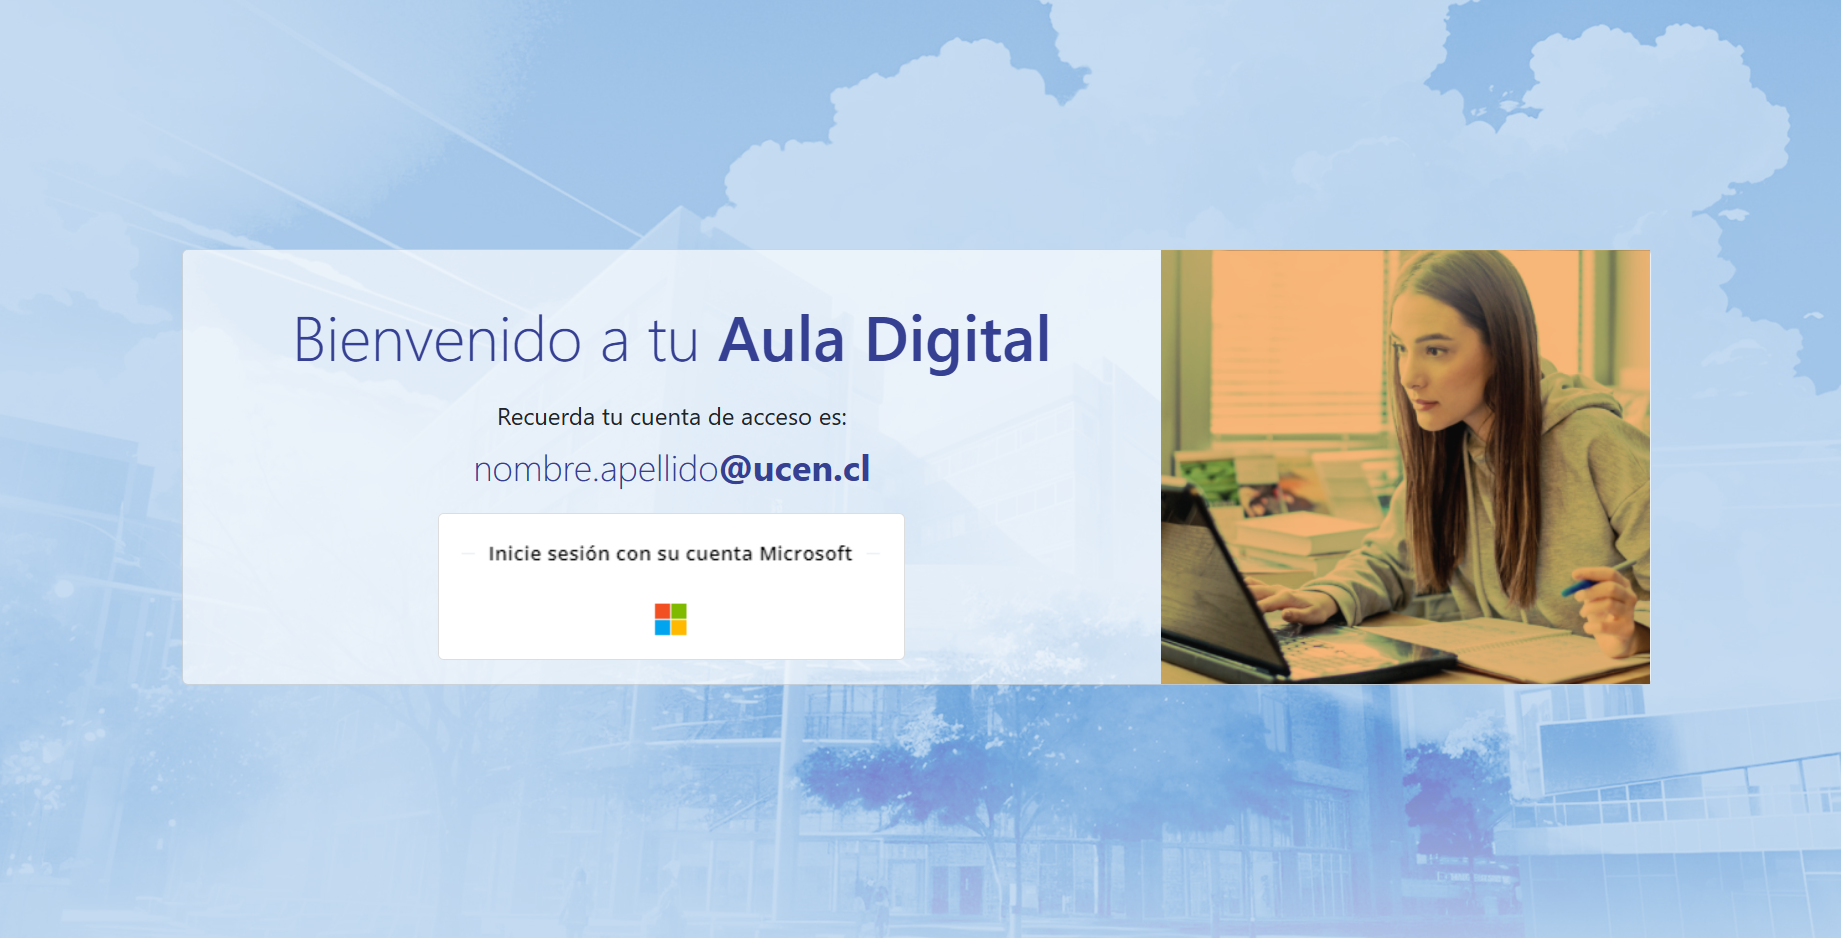 Bienvenido a tu Aula Digital
Recuerda tu cuenta de acceso es:
nombre.apellido@ucen.cl
Inicie sesión con su cuenta Microsoft